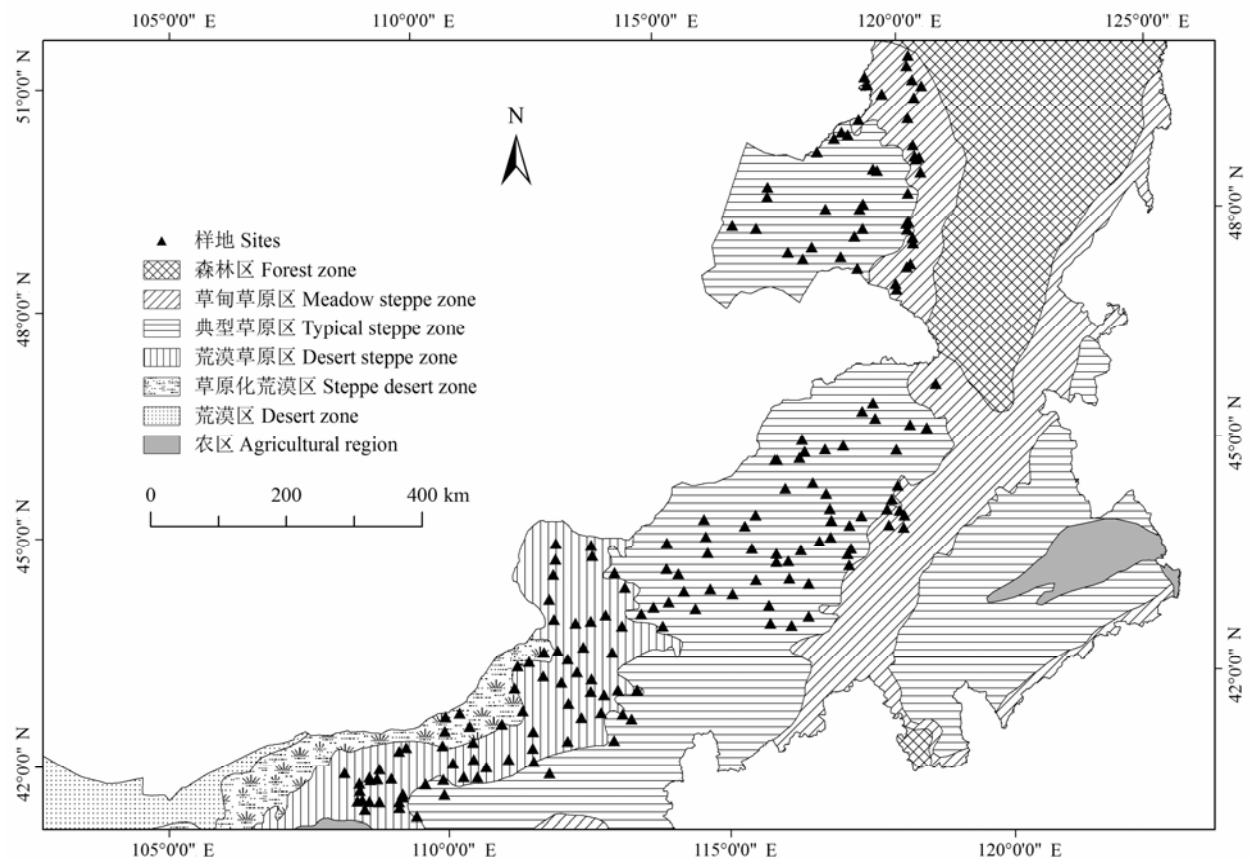 105°0'0" E 110°0'0" E 115°0'0" E 120°0'0" E 125°0'0" E
51°0'0" N
48°0'0" N
45°0'0" N
42°0'0" N
N
样地 Sites
森林区 Forest zone
草甸草原区 Meadow steppe zone
典型草原区 Typical steppe zone
荒漠草原区 Desert steppe zone
草原化荒漠区 Steppe desert zone
荒漠区 Desert zone
农区 Agricultural region
0 200 400 km
48°0'0" N
45°0'0" N
42°0'0" N
105°0'0" E 110°0'0" E 115°0'0" E 120°0'0" E